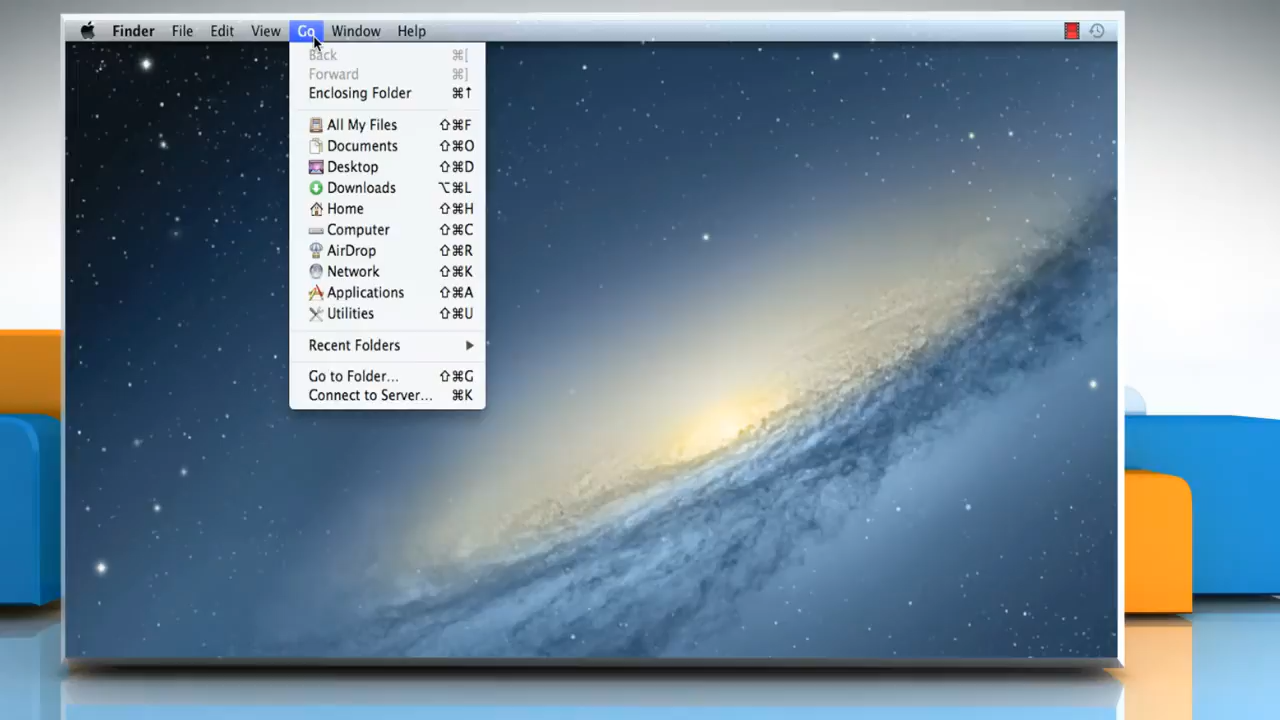 Finder File Edit View Go Window Help
Back ⌘[
Forward ⌘]
Enclosing Folder ⌘↑
All My Files ⇧⌘F
Documents ⇧⌘O
Desktop ⇧⌘D
Downloads ⌥⌘L
Home ⇧⌘H
Computer ⇧⌘C
AirDrop ⇧⌘R
Network ⇧⌘K
Applications ⇧⌘A
Utilities ⇧⌘U
Recent Folders
Go to Folder... ⇧⌘G
Connect to Server... ⌘K